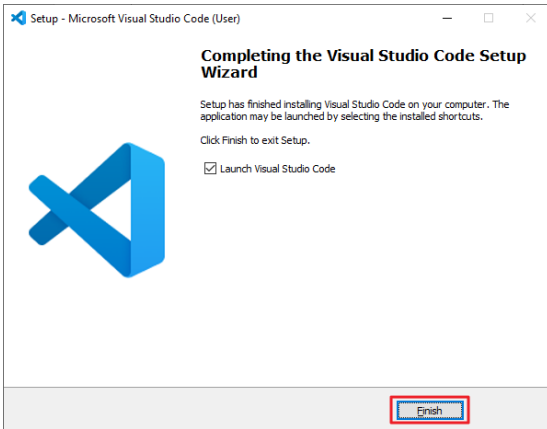 Setup - Microsoft Visual Studio Code (User)
Completing the Visual Studio Code Setup
Wizard
Setup has finished installing Visual Studio Code on your computer. The
application may be launched by selecting the installed shortcuts.
Click Finish to exit Setup.
Launch Visual Studio Code
Finish